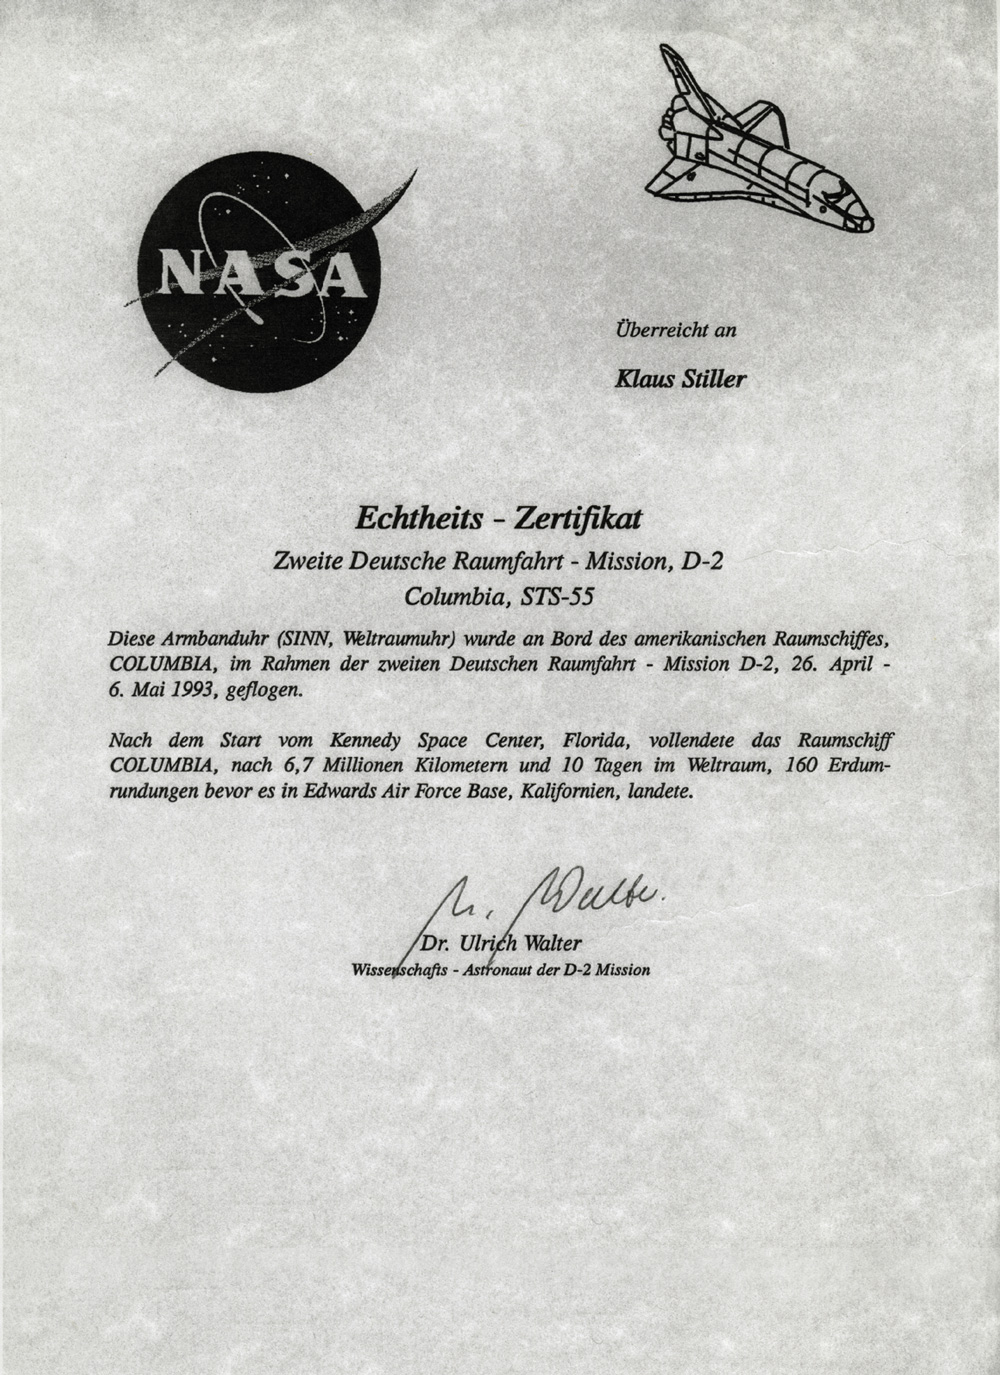 NASA
Überreicht an
Klaus Stiller
Echtheits - Zertifikat
Zweite Deutsche Raumfahrt - Mission, D-2
Columbia, STS-55
Diese Armbanduhr (SINN, Weltraumuhr) wurde an Bord des amerikanischen Raumschiffes,
COLUMBIA, im Rahmen der zweiten Deutschen Raumfahrt - Mission D-2, 26. April -
6. Mai 1993, geflogen.
Nach dem Start vom Kennedy Space Center, Florida, vollendete das Raumschiff
COLUMBIA, nach 6,7 Millionen Kilometern und 10 Tagen im Weltraum, 160 Erdum-
rundungen bevor es in Edwards Air Force Base, Kalifornien, landete.
U. Walter.
Dr. Ulrich Walter
Wissenschafts - Astronaut der D-2 Mission